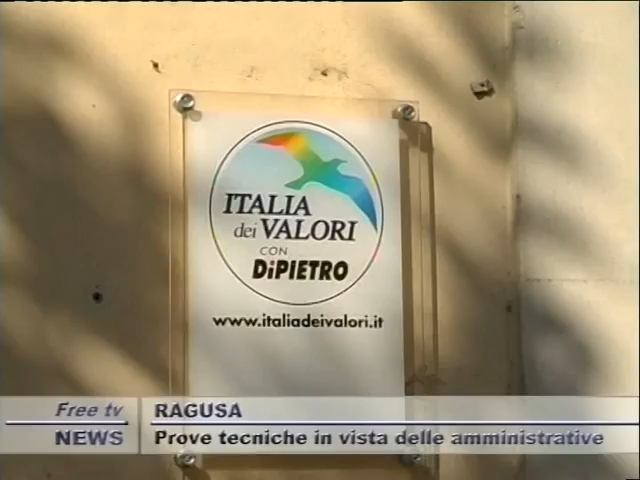 ITALIA
dei VALORI
CON
DiPIETRO
www.italiadeivalori.it
Free tv
NEWS
RAGUSA
Prove tecniche in vista delle amministrative